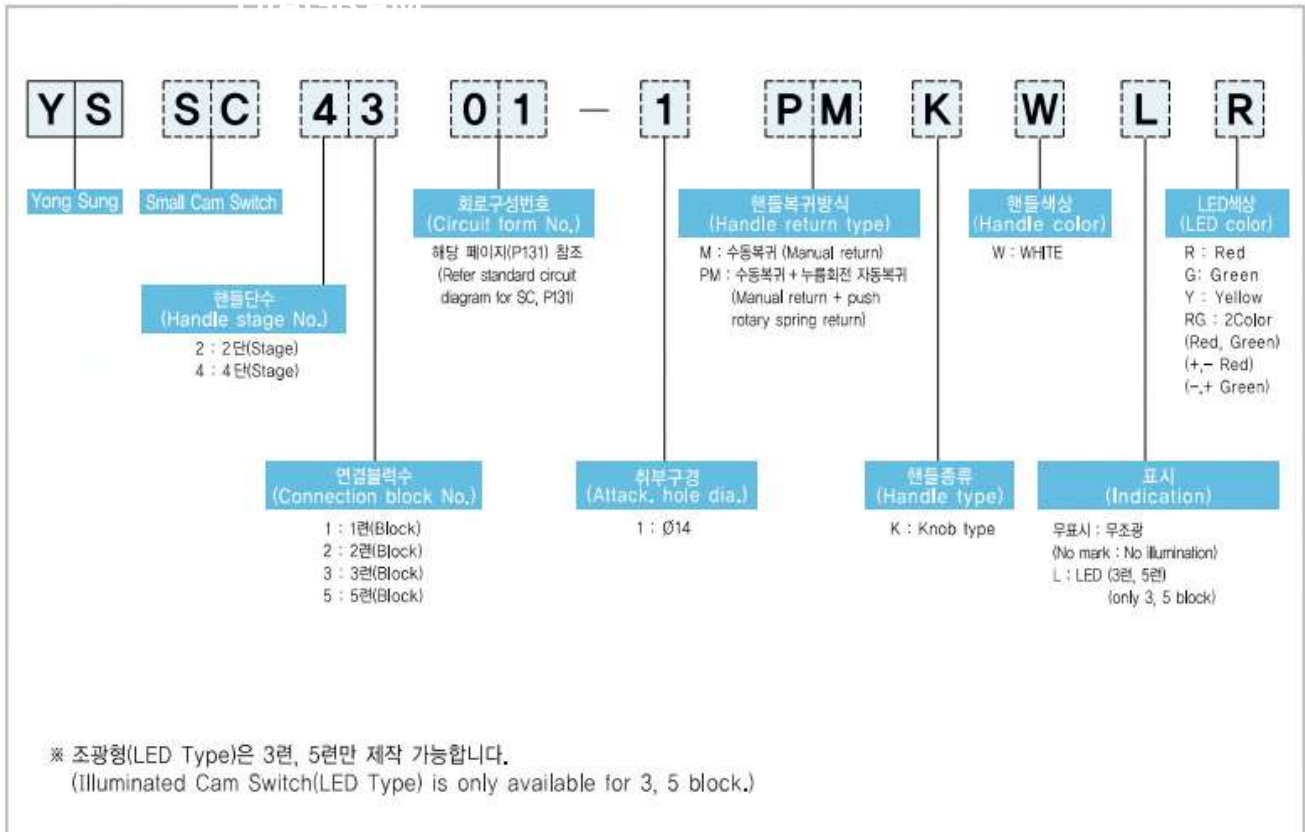 YS SC 43 01 - 1 PM K W L R
Yong Sung
Small Cam Switch
회로구성번호
(Circuit form No.)
해당 페이지(P131) 참조
(Refer standard circuit
diagram for SC, P131)
핸들복귀방식
(Handle return type)
M : 수동복귀 (Manual return)
PM : 수동복귀 + 누름회전 자동복귀
(Manual return + push
rotary spring return)
핸들색상
(Handle color)
W : WHITE
LED색상
(LED color)
R : Red
G: Green
Y : Yellow
RG : 2Color
(Red, Green)
(+,- Red)
(-,+ Green)
핸들단수
(Handle stage No.)
2 : 2단(Stage)
4 : 4단(Stage)
연결블럭수
(Connection block No.)
1 : 1련(Block)
2 : 2련(Block)
3 : 3련(Block)
5 : 5련(Block)
취부구경
(Attack. hole dia.)
1 : Ø14
핸들종류
(Handle type)
K : Knob type
표시
(Indication)
무표시 : 무조광
(No mark : No illumination)
L : LED (3련, 5련)
(only 3, 5 block)
※ 조광형(LED Type)은 3련, 5련만 제작 가능합니다.
(Illuminated Cam Switch(LED Type) is only available for 3, 5 block.)